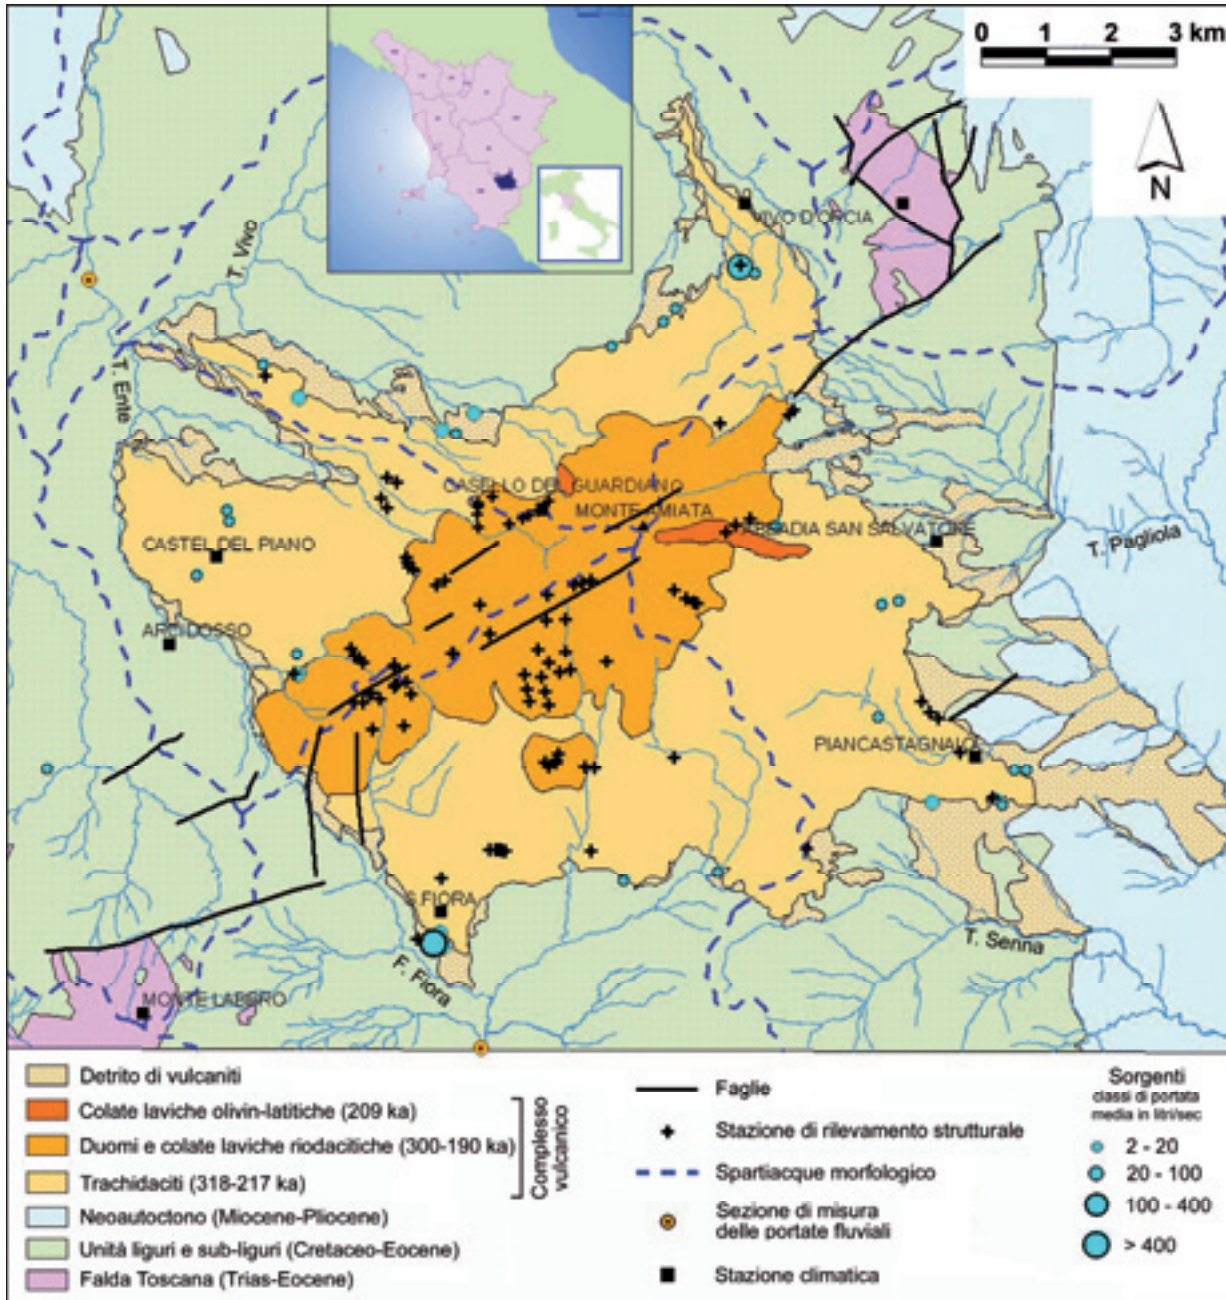 0 1 2 3 km
N
VIVO D'ORCIA
T. Vivo
T. Ente
CASELLO DEL GUARDIANO
MONTE AMIATA
ABBADIA SAN SALVATORE
CASTEL DEL PIANO
T. Pagliola
ARCIDOSSO
PIANCASTAGNAIO
S.FIORA
T. Senna
F. Fiora
MONTE LABBRO
Detrito di vulcaniti
Colate laviche olivin-latitiche (209 ka)
Duomi e colate laviche riodacitiche (300-190 ka)
Trachidaciti (318-217 ka)
Complesso
vulcanico
Neoautoctono (Miocene-Pliocene)
Unità liguri e sub-liguri (Cretaceo-Eocene)
Falda Toscana (Trias-Eocene)
Faglie
Stazione di rilevamento strutturale
Spartiacque morfologico
Sezione di misura
delle portate fluviali
Stazione climatica
Sorgenti
classi di portata
media in litri/sec
2 - 20
20 - 100
100 - 400
> 400